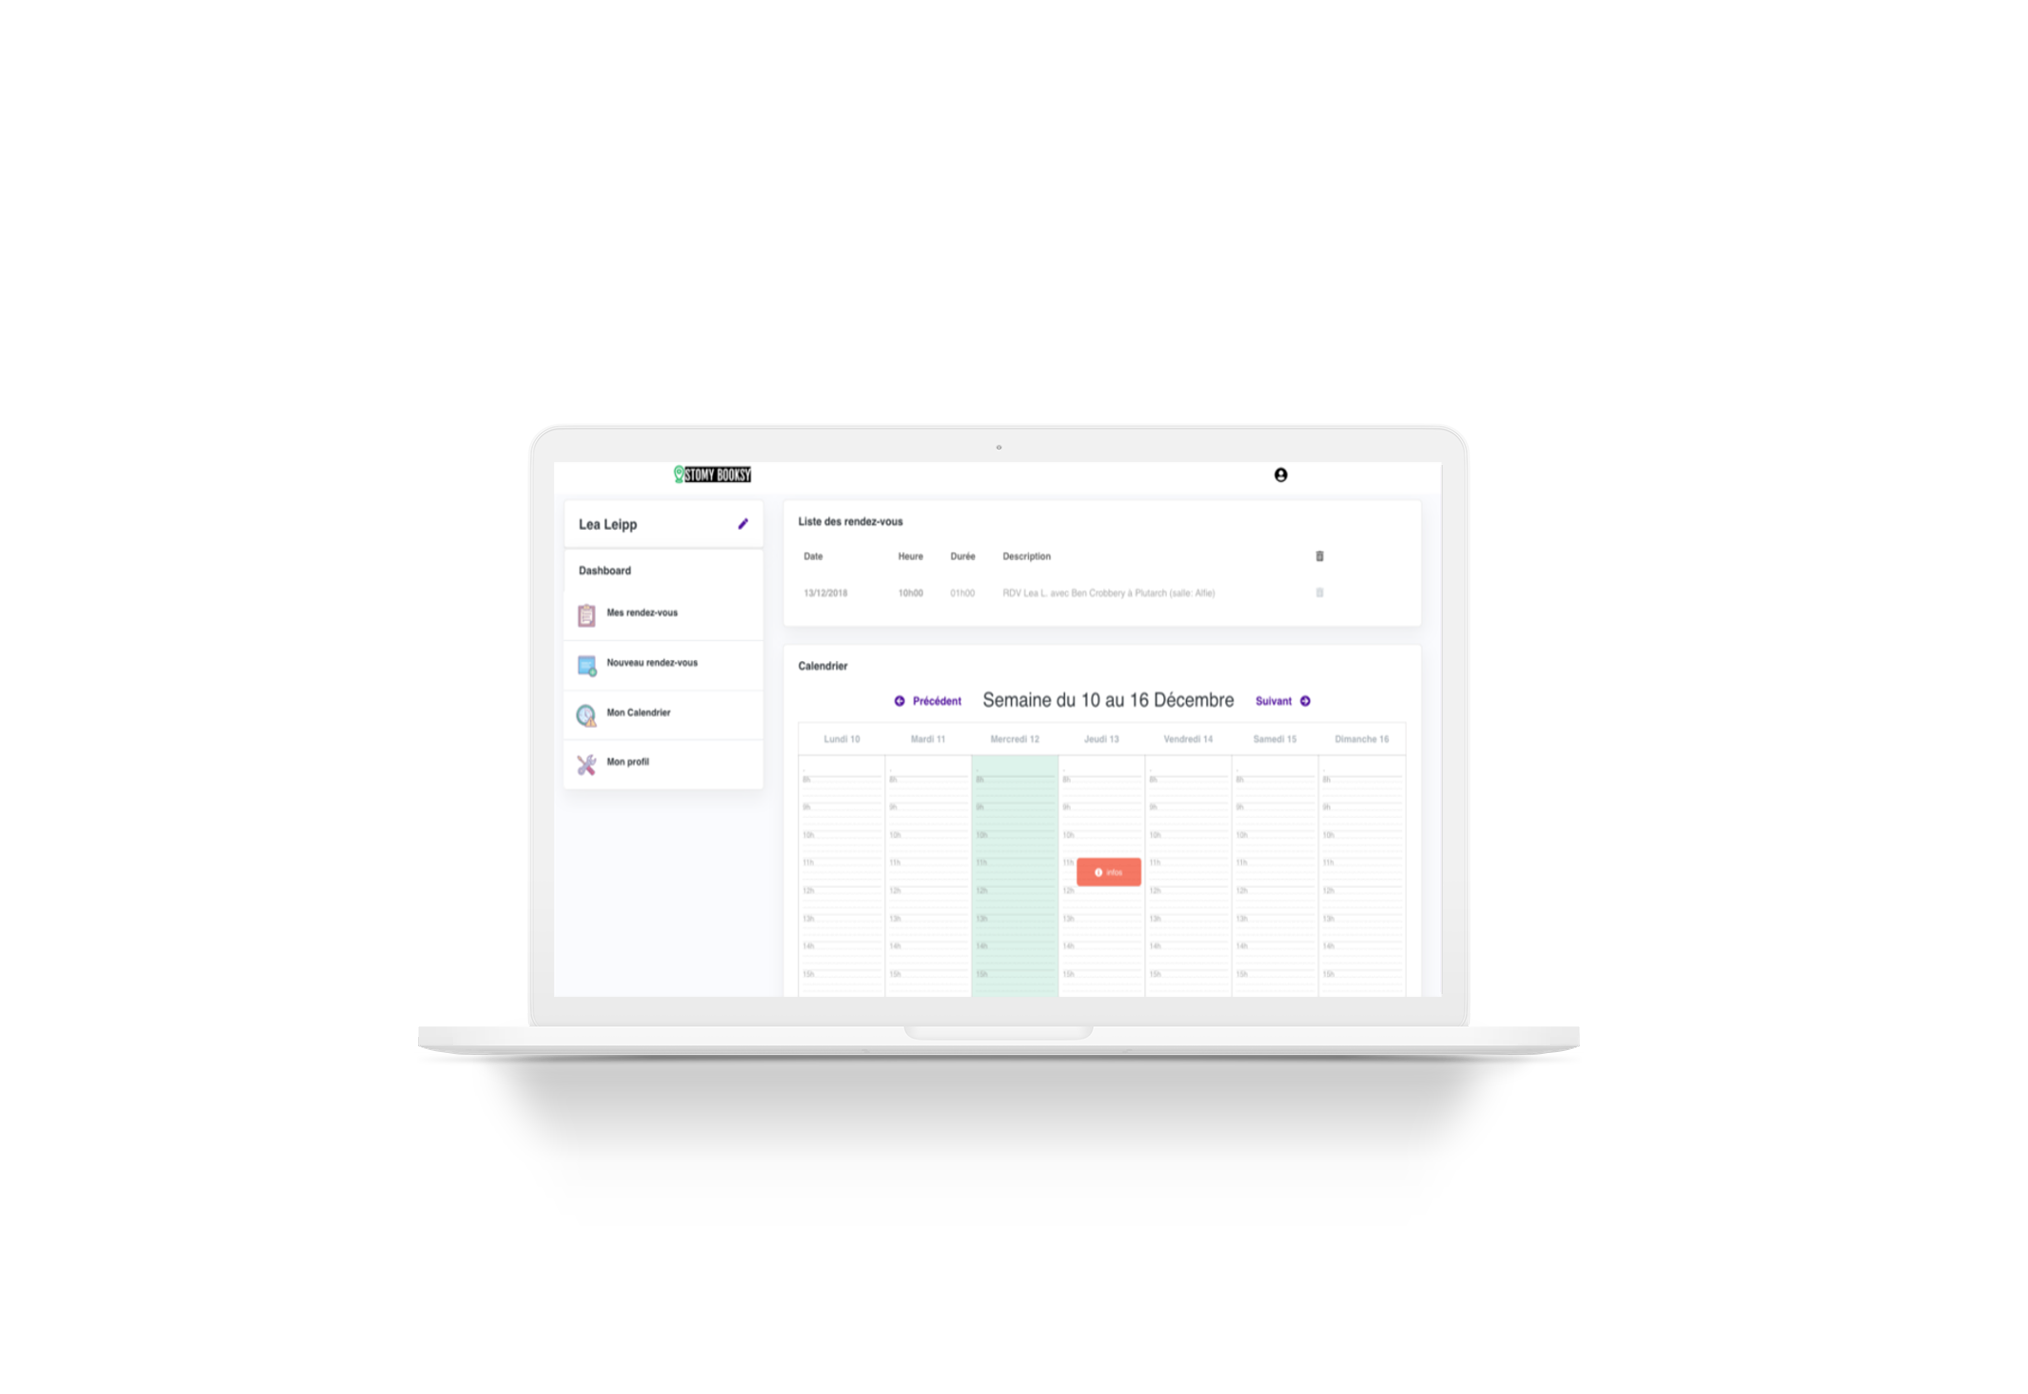 STOMY BOOKSY
Lea Leipp
Dashboard
Mes rendez-vous
Nouveau rendez-vous
Mon Calendrier
Mon profil
Liste des rendez-vous
Date Heure Durée Description
13/12/2018 10h00 01h00 RDV Lea L. avec Ben Crobbery à Plutarch (salle: Alfie)
Calendrier
Précédent Semaine du 10 au 16 Décembre Suivant
Lundi 10 Mardi 11 Mercredi 12 Jeudi 13 Vendredi 14 Samedi 15 Dimanche 16
8h 8h 8h 8h 8h 8h 8h
9h 9h 9h 9h 9h 9h 9h
10h 10h 10h 10h 10h 10h 10h
11h 11h 11h 11h 11h 11h 11h
infos
12h 12h 12h 12h 12h 12h 12h
13h 13h 13h 13h 13h 13h 13h
14h 14h 14h 14h 14h 14h 14h
15h 15h 15h 15h 15h 15h 15h